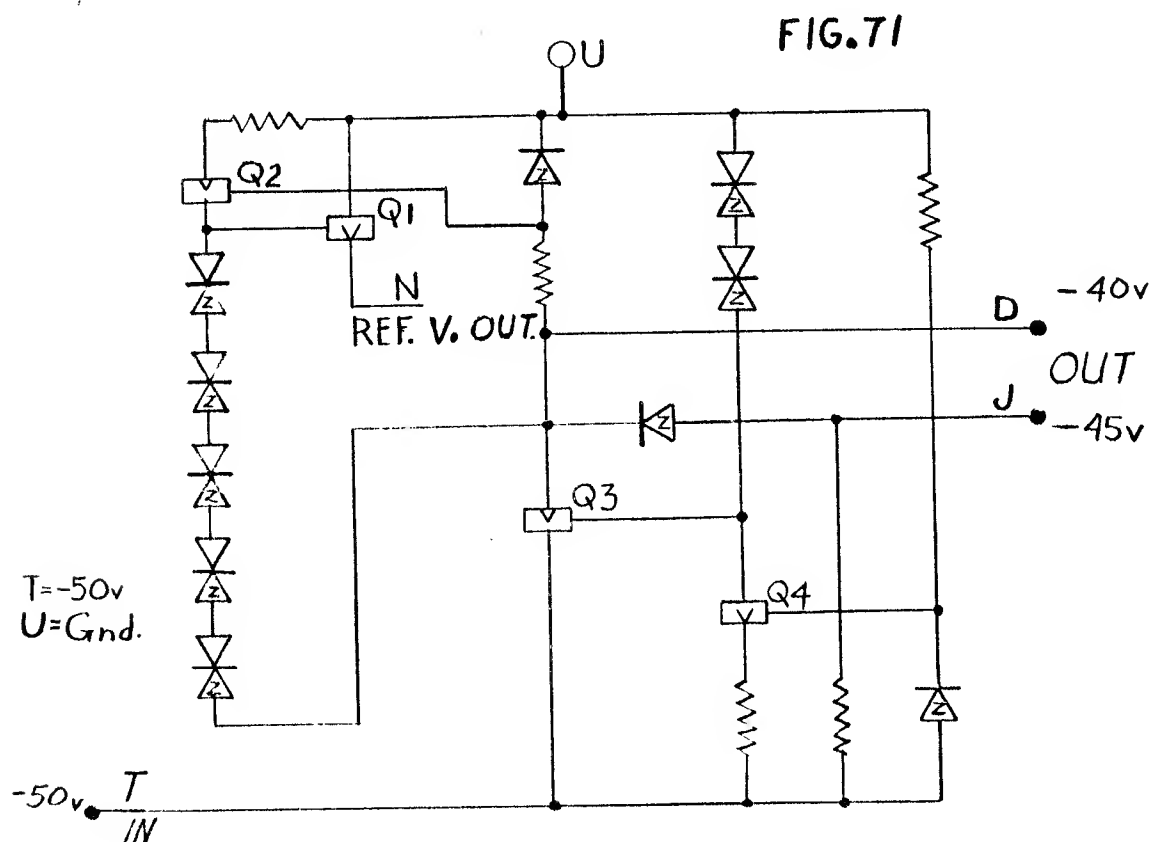 FIG.71
U
Q2
Q1
N
REF. V. OUT.
Z
Z
Z
Z
Z
Z
Z
Z
Z
Z
D
-40v
OUT
J
-45v
Q3
Q4
T=-50v
U=Gnd.
-50v
T
IN